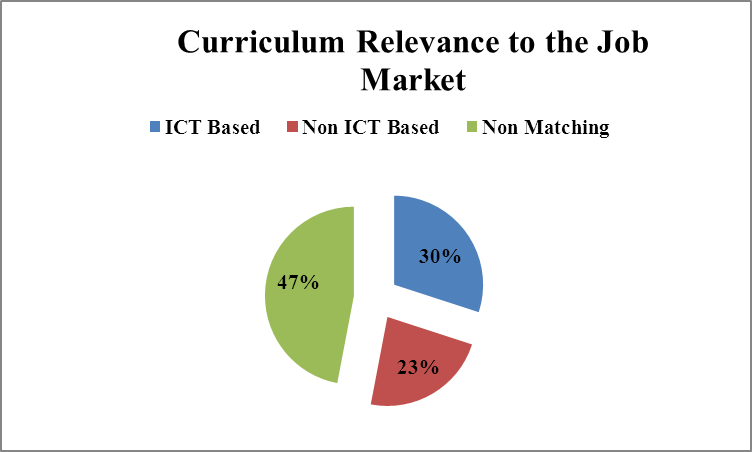 Curriculum Relevance to the Job
Market
ICT Based Non ICT Based Non Matching
30%
47%
23%